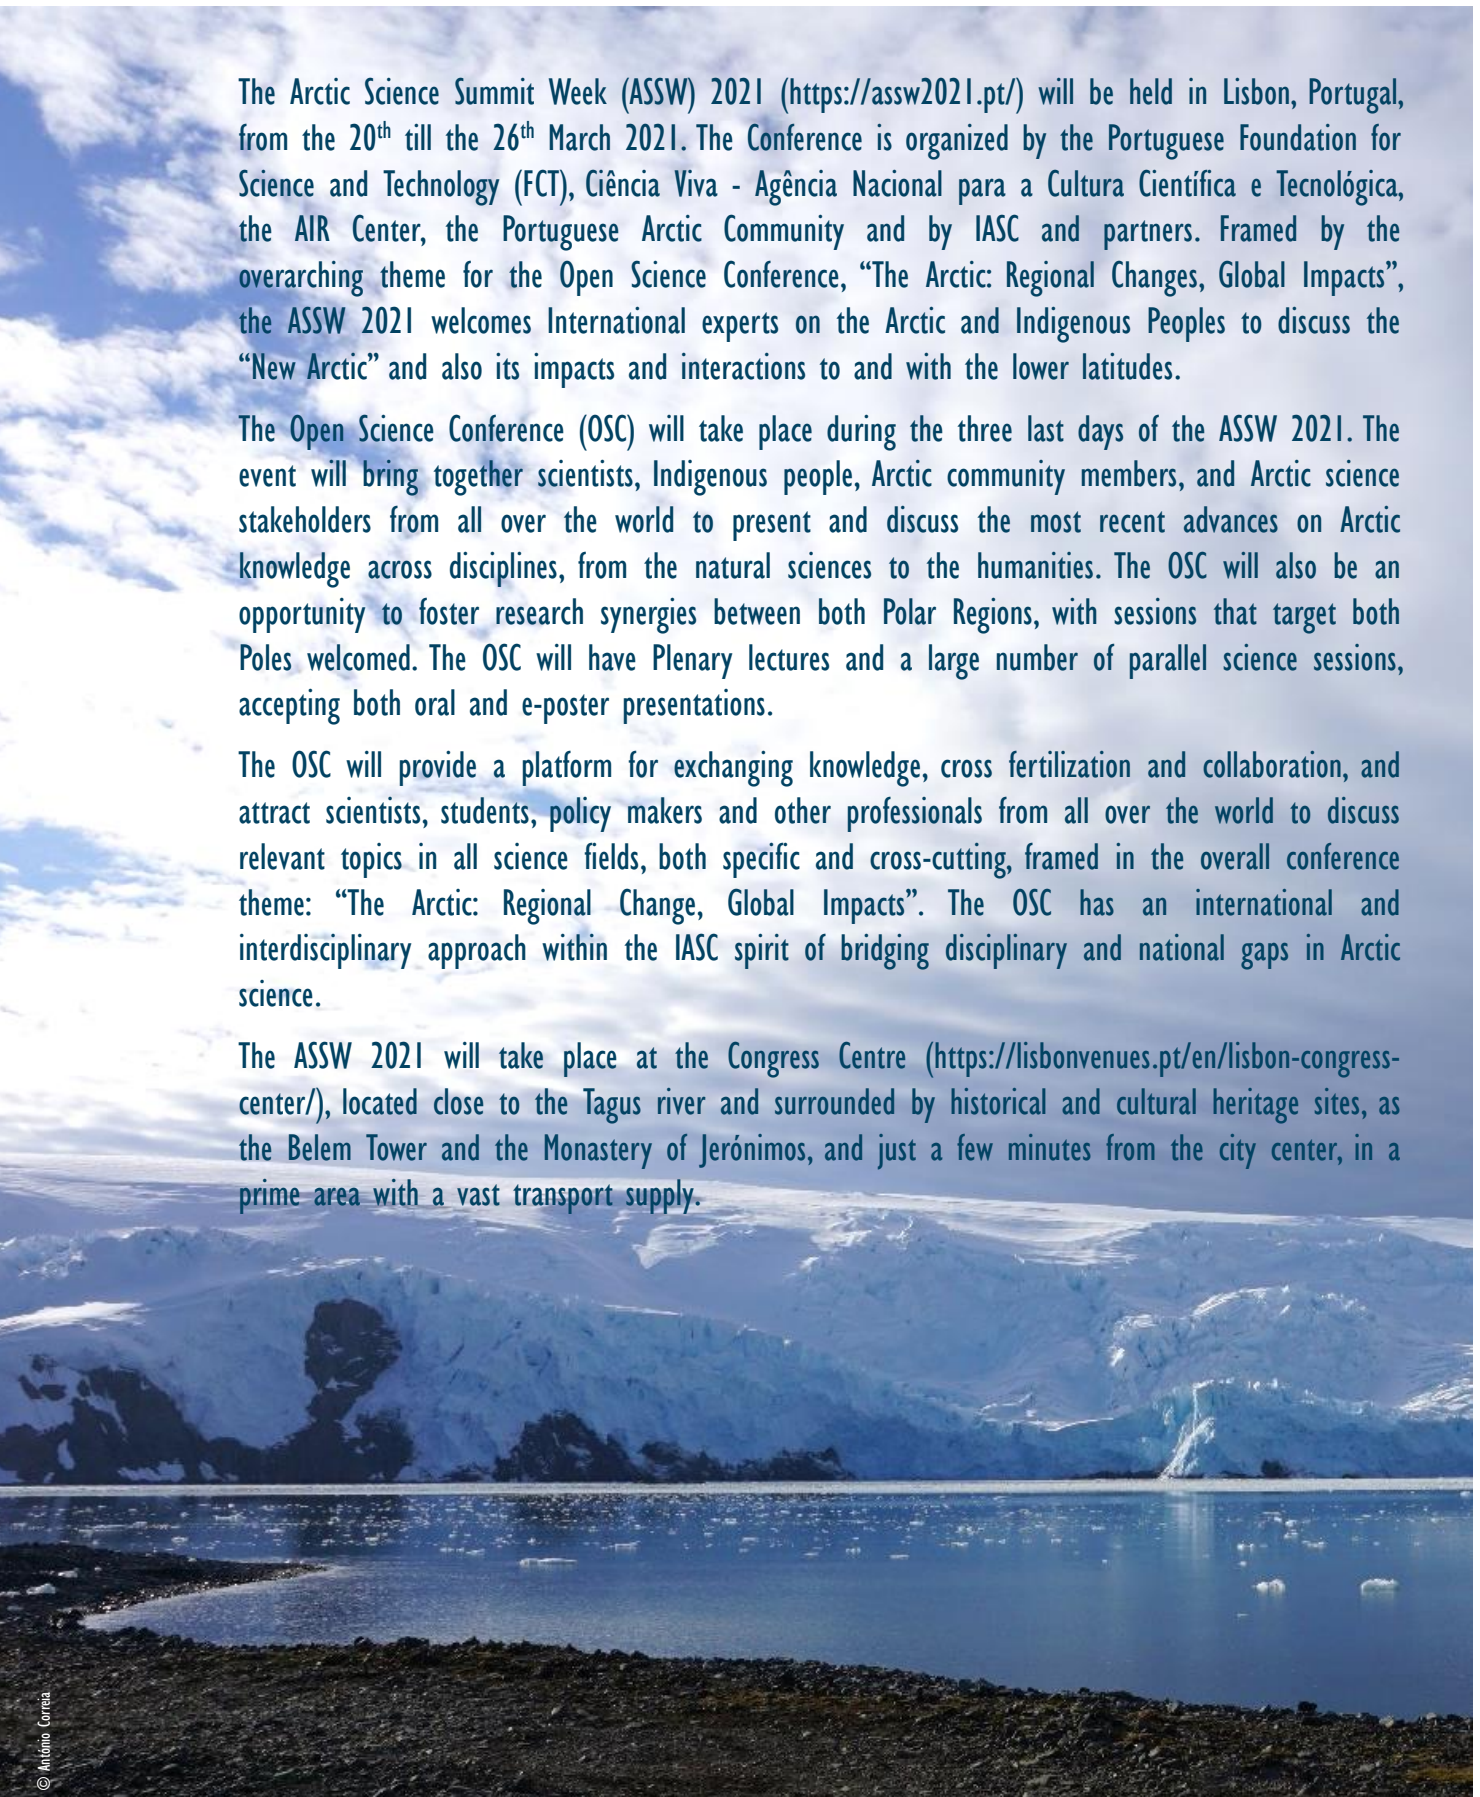 The Arctic Science Summit Week (ASSW) 2021 (https://assw2021.pt/) will be held in Lisbon, Portugal,
from the 20th till the 26th March 2021. The Conference is organized by the Portuguese Foundation for
Science and Technology (FCT), Ciência Viva - Agência Nacional para a Cultura Científica e Tecnológica,
the AIR Center, the Portuguese Arctic Community and by IASC and partners. Framed by the
overarching theme for the Open Science Conference, “The Arctic: Regional Changes, Global Impacts”,
the ASSW 2021 welcomes International experts on the Arctic and Indigenous Peoples to discuss the
“New Arctic” and also its impacts and interactions to and with the lower latitudes.
The Open Science Conference (OSC) will take place during the three last days of the ASSW 2021. The
event will bring together scientists, Indigenous people, Arctic community members, and Arctic science
stakeholders from all over the world to present and discuss the most recent advances on Arctic
knowledge across disciplines, from the natural sciences to the humanities. The OSC will also be an
opportunity to foster research synergies between both Polar Regions, with sessions that target both
Poles welcomed. The OSC will have Plenary lectures and a large number of parallel science sessions,
accepting both oral and e-poster presentations.
The OSC will provide a platform for exchanging knowledge, cross fertilization and collaboration, and
attract scientists, students, policy makers and other professionals from all over the world to discuss
relevant topics in all science fields, both specific and cross-cutting, framed in the overall conference
theme: “The Arctic: Regional Change, Global Impacts”. The OSC has an international and
interdisciplinary approach within the IASC spirit of bridging disciplinary and national gaps in Arctic
science.
The ASSW 2021 will take place at the Congress Centre (https://lisbonvenues.pt/en/lisbon-congress-
center/), located close to the Tagus river and surrounded by historical and cultural heritage sites, as
the Belem Tower and the Monastery of Jerónimos, and just a few minutes from the city center, in a
prime area with a vast transport supply.
© António Correia